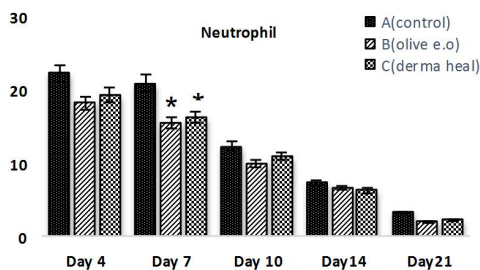 30
Neutrophil
A(control)
B(olive e.o)
C(derma heal)
20
* *
10
0
Day 4 Day 7 Day 10 Day14 Day21